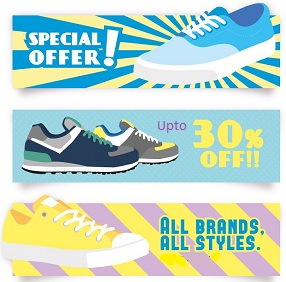 SPECIAL
OFFER!
Upto
30%
OFF!!
ALL BRANDS,
ALL STYLES.